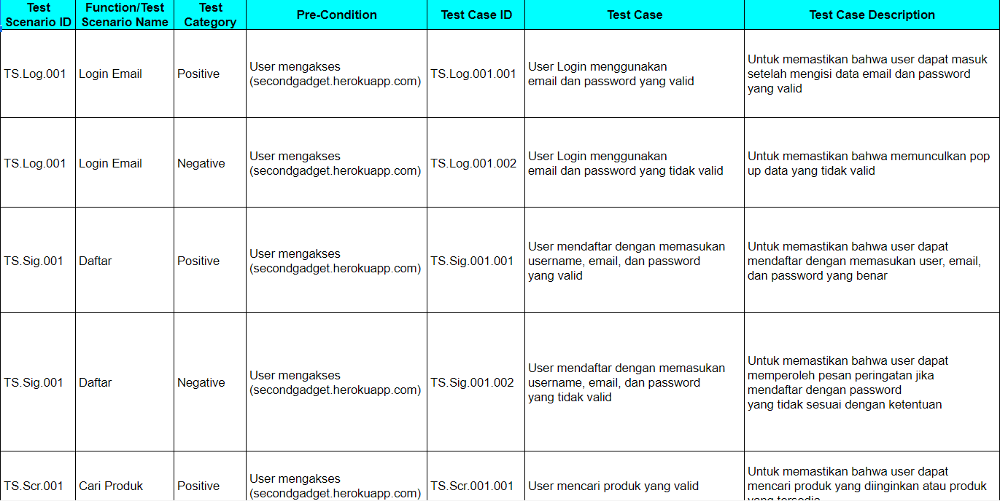 Test Scenario ID
Function/Test Scenario Name
Test Category
Pre-Condition
Test Case ID
Test Case
Test Case Description
TS.Log.001
Login Email
Positive
User mengakses
(secondgadget.herokuapp.com)
TS.Log.001.001
User Login menggunakan
email dan password yang valid
Untuk memastikan bahwa user dapat masuk
setelah mengisi data email dan password
yang valid
TS.Log.001
Login Email
Negative
User mengakses
(secondgadget.herokuapp.com)
TS.Log.001.002
User Login menggunakan
email dan password yang tidak valid
Untuk memastikan bahwa memunculkan pop
up data yang tidak valid
TS.Sig.001
Daftar
Positive
User mengakses
(secondgadget.herokuapp.com)
TS.Sig.001.001
User mendaftar dengan memasukan
username, email, dan password
yang valid
Untuk memastikan bahwa user dapat
mendaftar dengan memasukan user, email,
dan password yang benar
TS.Sig.001
Daftar
Negative
User mengakses
(secondgadget.herokuapp.com)
TS.Sig.001.002
User mendaftar dengan memasukan
username, email, dan password
yang tidak valid
Untuk memastikan bahwa user dapat
memperoleh pesan peringatan jika
mendaftar dengan password
yang tidak sesuai dengan ketentuan
TS.Scr.001
Cari Produk
Positive
User mengakses
(secondgadget.herokuapp.com)
TS.Scr.001.001
User mencari produk yang valid
Untuk memastikan bahwa user dapat
mencari produk yang diinginkan atau produk
yang tersedia